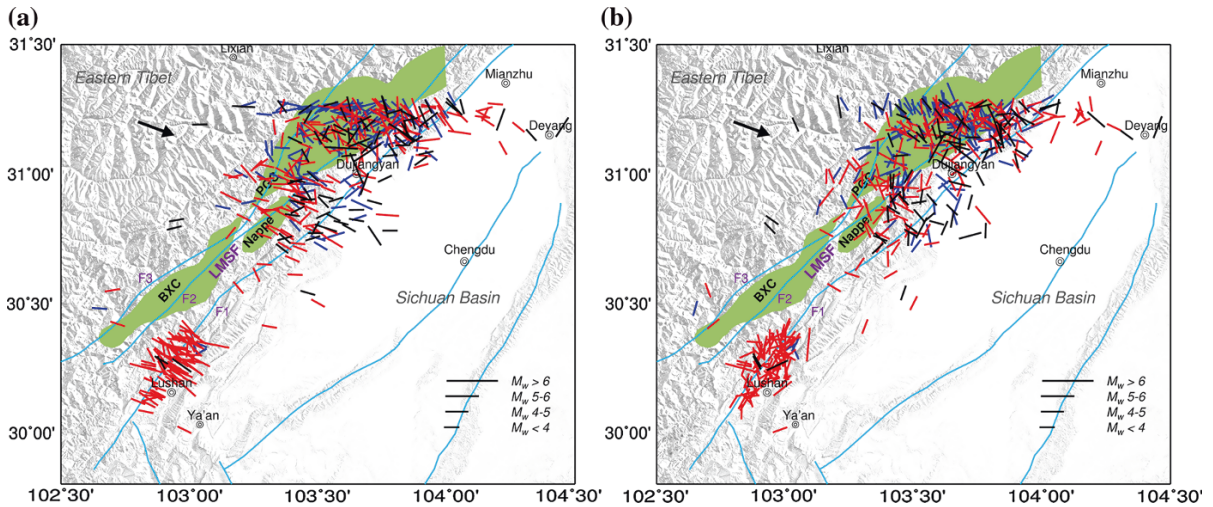 (a)
31˚30'
Lixian
Eastern Tibet
Mianzhu
Deyang
31˚00'
Dujiangyan
PGC
Nappe
Chengdu
LMSF
F3
BXC
30˚30'
F2
F1
Sichuan Basin
Lushan
Ya'an
30˚00'
Mw > 6
Mw 5-6
Mw 4-5
Mw < 4
102˚30' 103˚00' 103˚30' 104˚00' 104˚30'
(b)
31˚30'
Lixian
Eastern Tibet
Mianzhu
Deyang
31˚00'
Dujiangyan
PGC
Nappe
Chengdu
LMSF
F3
BXC
30˚30'
F2
F1
Sichuan Basin
Lushan
Ya'an
30˚00'
Mw > 6
Mw 5-6
Mw 4-5
Mw < 4
102˚30' 103˚00' 103˚30' 104˚00' 104˚30'